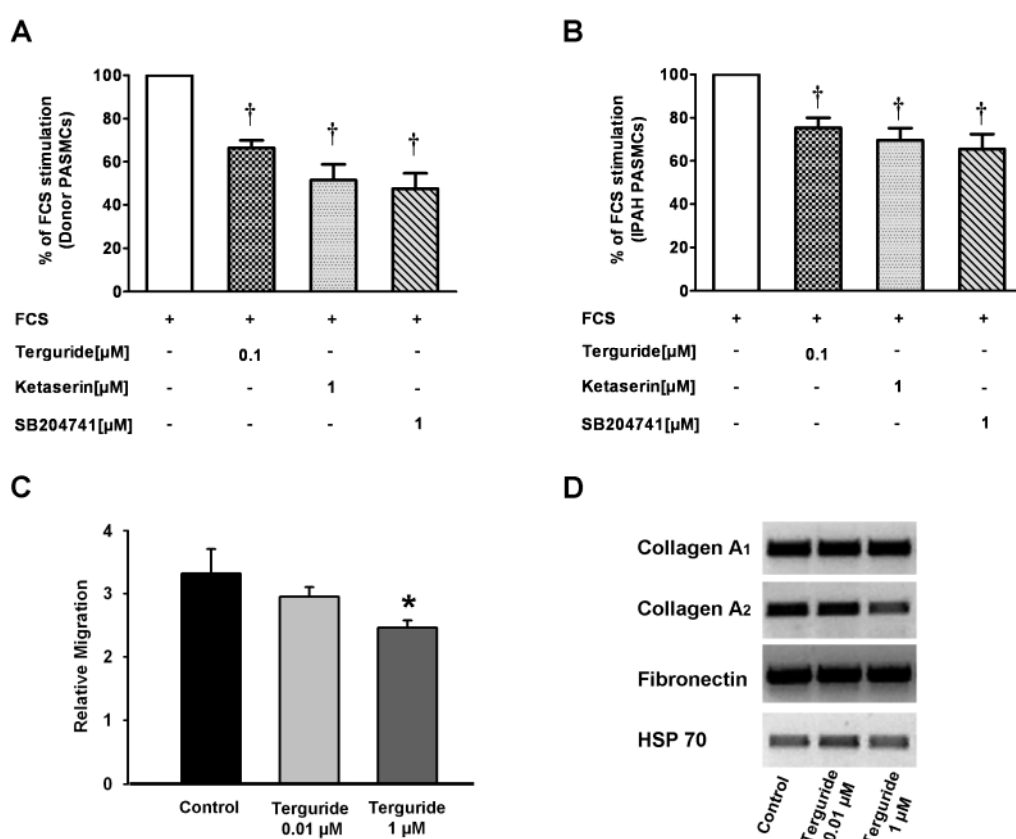 A
% of FCS stimulation
(Donor PASMCs)
100
80
60
40
20
0
†
†
†
FCS + + + +
Terguride[µM] - 0.1 - -
Ketaserin[µM] - - 1 -
SB204741[µM] - - - 1
B
% of FCS stimulation
(IPAH PASMCs)
100
80
60
40
20
0
†
†
†
FCS + + + +
Terguride[µM] - 0.1 - -
Ketaserin[µM] - - 1 -
SB204741[µM] - - - 1
C
Relative Migration
4
3
2
1
0
*
Control
Terguride
0.01 µM
Terguride
1 µM
D
Collagen A1
Collagen A2
Fibronectin
HSP 70
Control
Terguride
0.01 µM
Terguride
1 µM